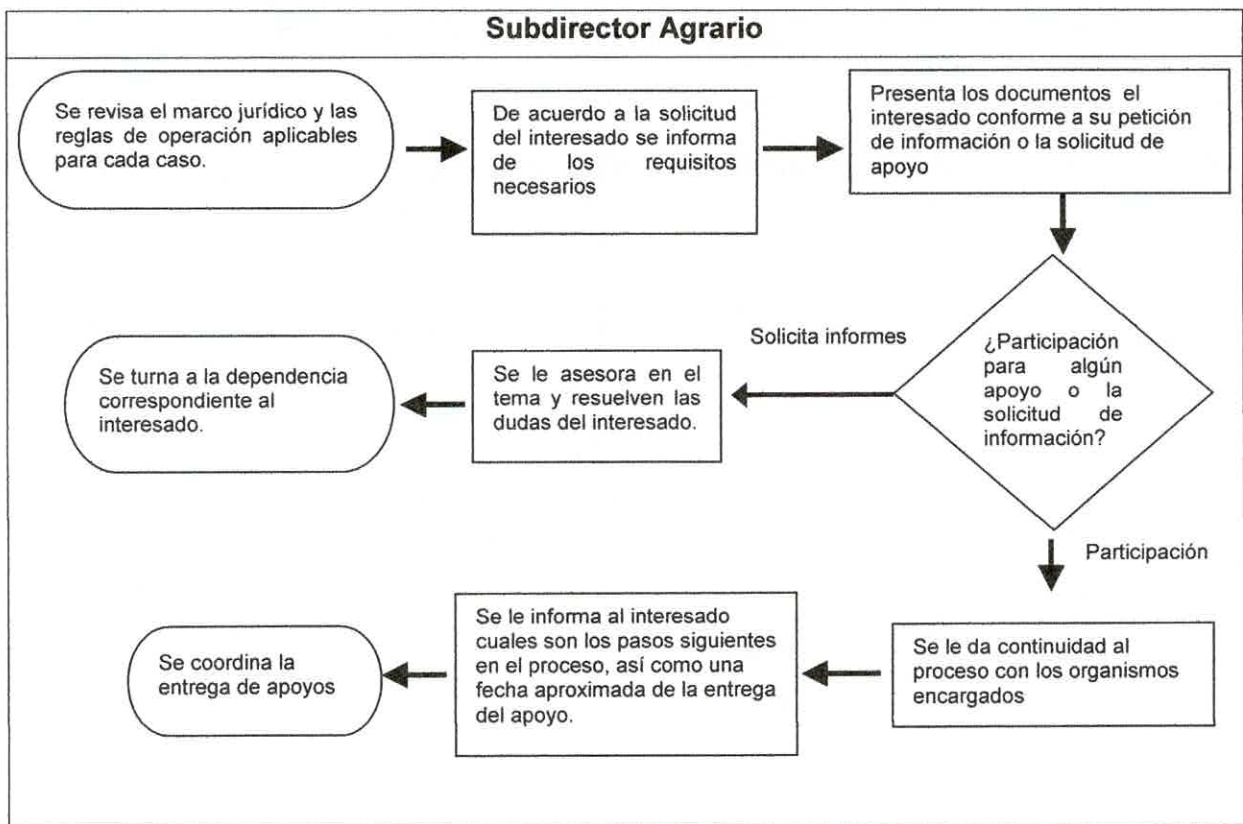 Subdirector Agrario
Se revisa el marco jurídico y las
reglas de operación aplicables
para cada caso.
De acuerdo a la solicitud
del interesado se informa
de los requisitos
necesarios
Presenta los documentos el
interesado conforme a su petición
de información o la solicitud de
apoyo
¿Participación
para algún
apoyo o la
solicitud de
información?
Solicita informes
Se le asesora en el
tema y resuelven las
dudas del interesado.
Se turna a la dependencia
correspondiente al
interesado.
Participación
Se le da continuidad al
proceso con los organismos
encargados
Se le informa al interesado
cuales son los pasos siguientes
en el proceso, así como una
fecha aproximada de la entrega
del apoyo.
Se coordina la
entrega de apoyos